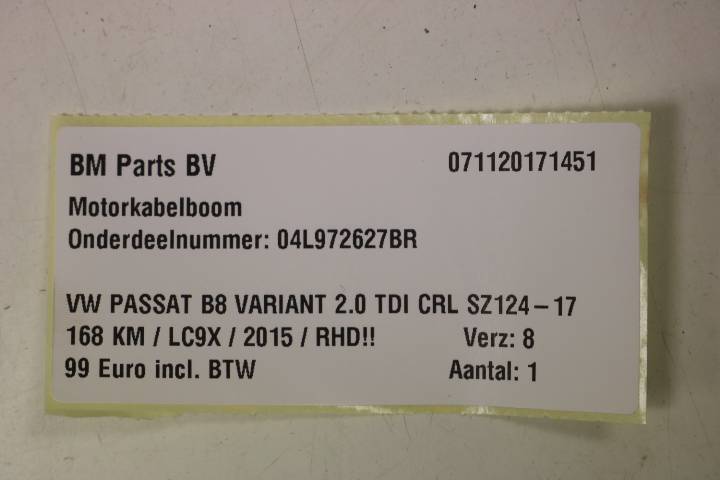 BM Parts BV 071120171451
Motorkabelboom
Onderdeelnummer: 04L972627BR
VW PASSAT B8 VARIANT 2.0 TDI CRL SZ124-17
168 KM / LC9X / 2015 / RHD!! Verz: 8
99 Euro incl. BTW Aantal: 1